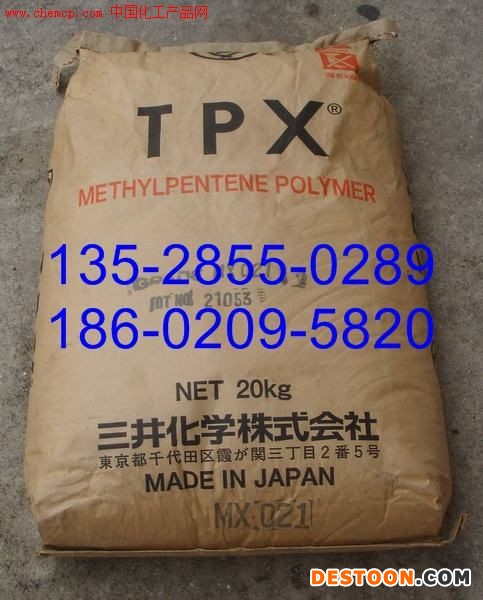 www.chemcp.com 中国化工产品网
TPX®
METHYLPENTENE POLYMER
135-2855-0289
LOT NO. 21053
186-0209-5820
NET 20kg
三井化学株式会社
東京都千代田区霞が関三丁目2番5号
MADE IN JAPAN
MX 021
DESTOON.COM